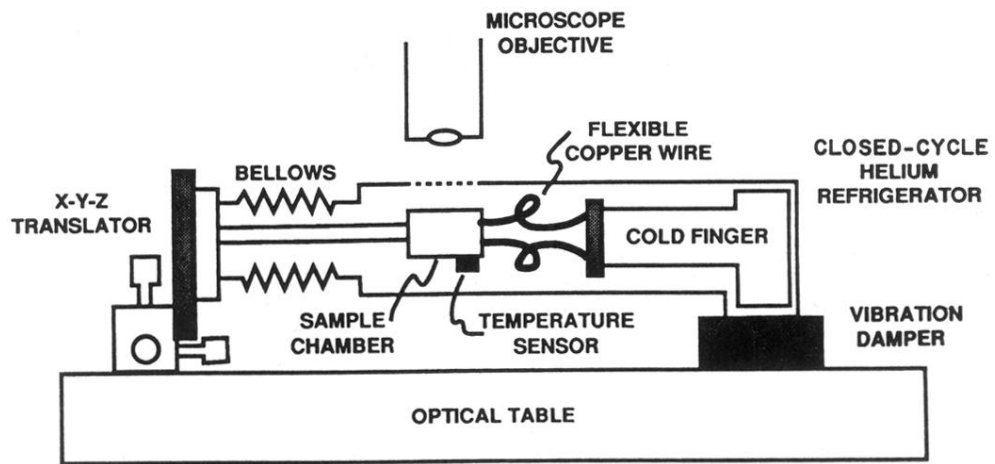 MICROSCOPE
OBJECTIVE
FLEXIBLE
COPPER WIRE
CLOSED-CYCLE
HELIUM
REFRIGERATOR
BELLOWS
X-Y-Z
TRANSLATOR
COLD FINGER
SAMPLE
CHAMBER
TEMPERATURE
SENSOR
VIBRATION
DAMPER
OPTICAL TABLE